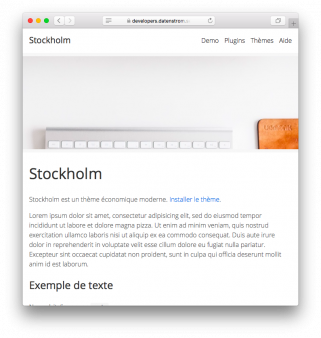 developers.datenstrom
Stockholm
Demo Plugins Thèmes Aide
Stockholm
Stockholm est un thème économique moderne. Installer le thème.
Lorem ipsum dolor sit amet, consectetur adipisicing elit, sed do eiusmod tempor
incididunt ut labore et dolore magna pizza. Ut enim ad minim veniam, quis nostrud
exercitation ullamco laboris nisi ut aliquip ex ea commodo consequat. Duis aute irure
dolor in reprehenderit in voluptate velit esse cillum dolore eu fugiat nulla pariatur.
Excepteur sint occaecat cupidatat non proident, sunt in culpa qui officia deserunt mollit
anim id est laborum.
Exemple de texte